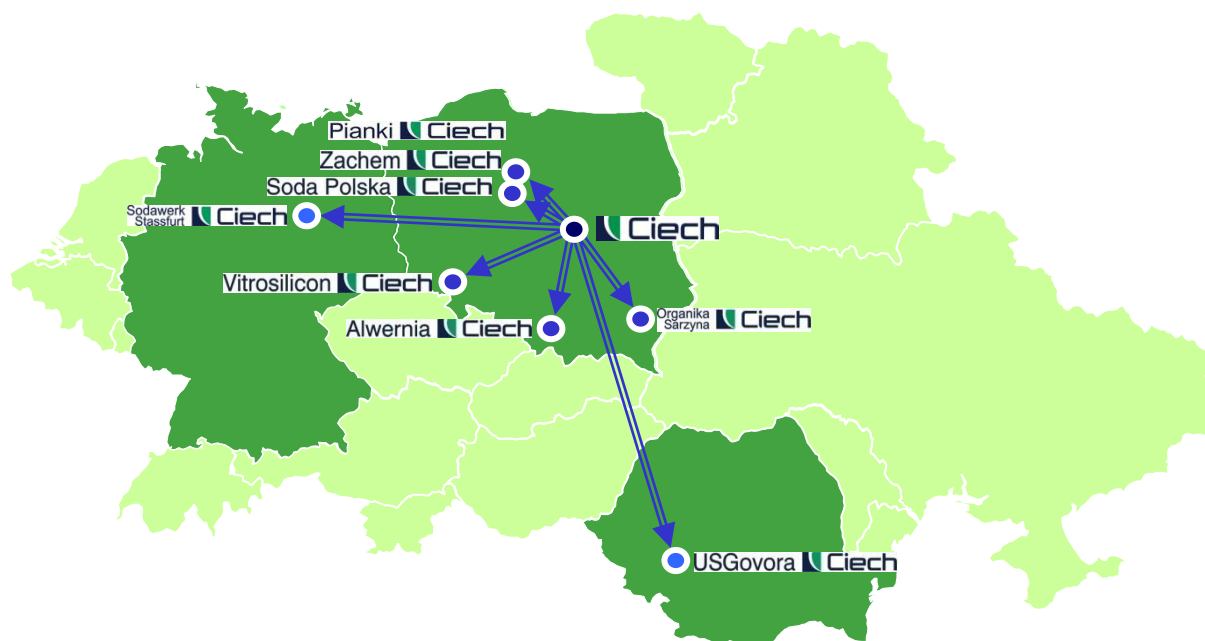 Pianki Ciech
Zachem Ciech
Soda Polska Ciech
Sodawerk
Stassfurt Ciech
Ciech
Vitrosilicon Ciech
Organika
Sarzyna Ciech
Alwernia Ciech
USGovora Ciech